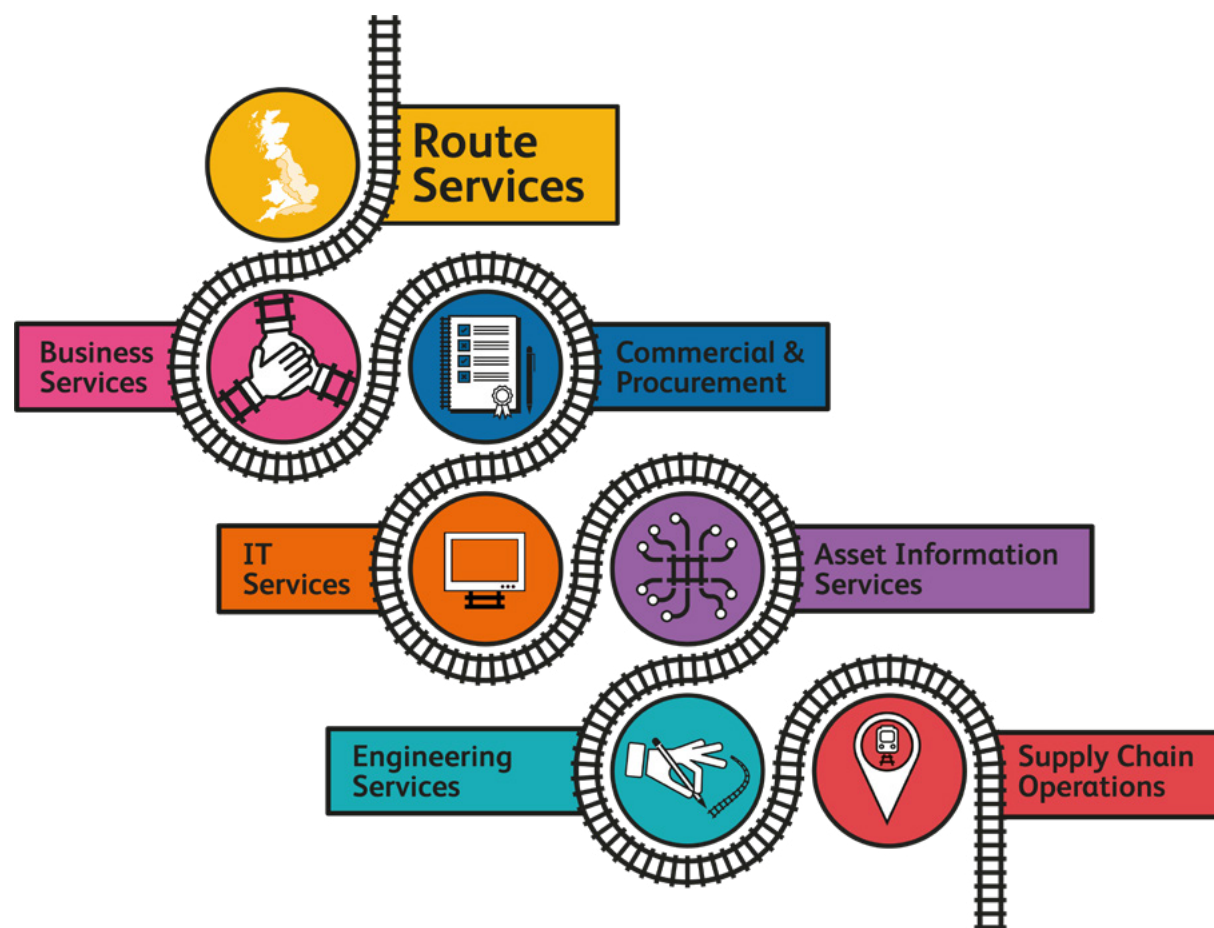 Route
Services
Business
Services
Commercial &
Procurement
IT
Services
Asset Information
Services
Engineering
Services
Supply Chain
Operations